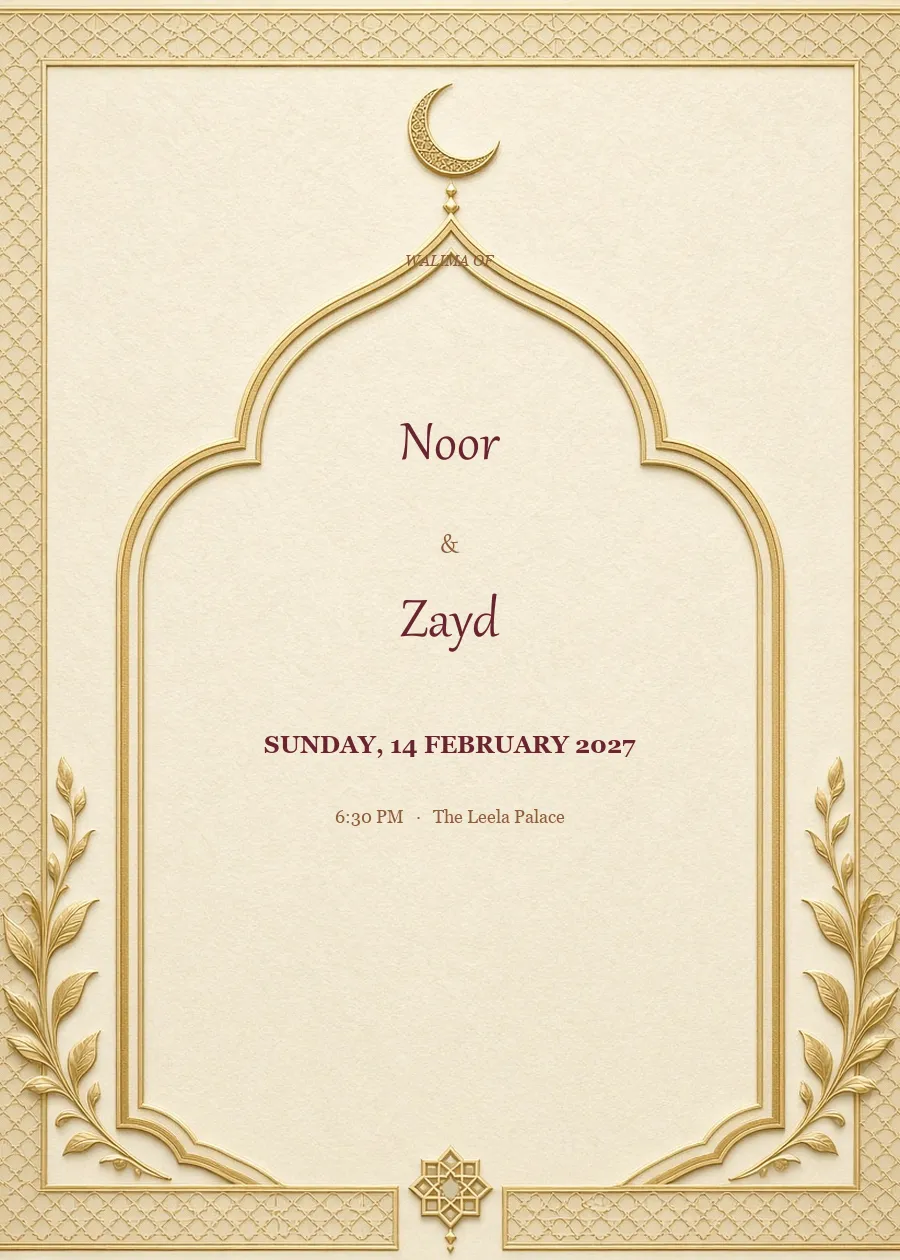 WALIMA OF
Noor
&
Zayd
SUNDAY, 14 FEBRUARY 2027
6:30 PM · The Leela Palace